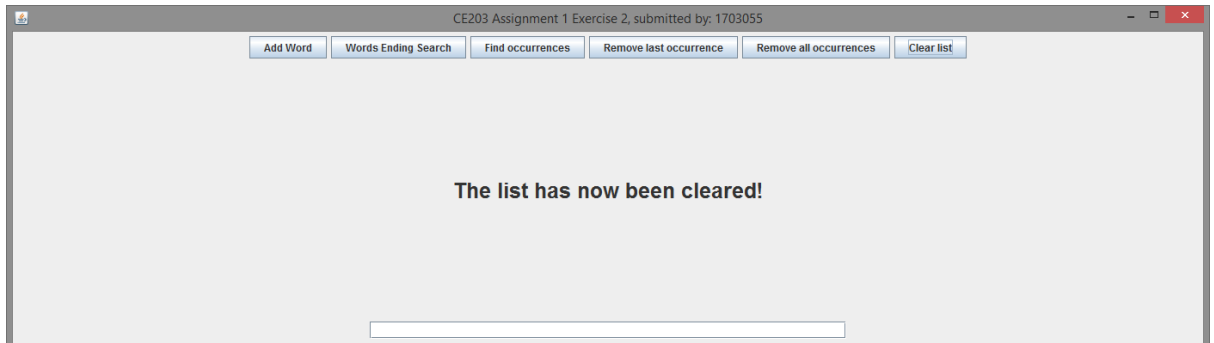 CE203 Assignment 1 Exercise 2, submitted by: 1703055
Add Word Words Ending Search Find occurrences Remove last occurrence Remove all occurrences Clear list
The list has now been cleared!